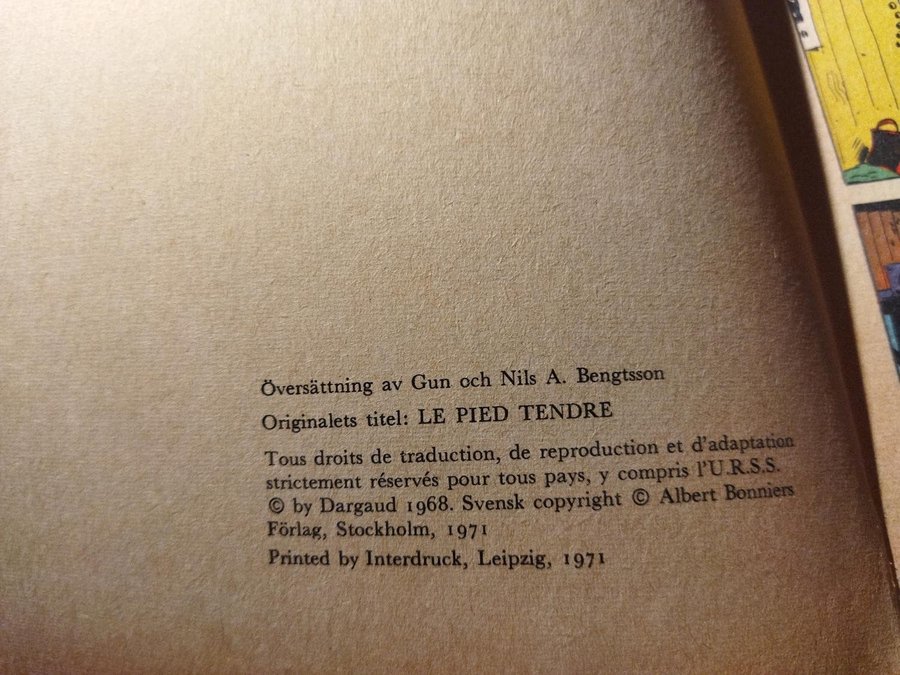 Översättning av Gun och Nils A. Bengtsson
Originalets titel: LE PIED TENDRE
Tous droits de traduction, de reproduction et d'adaptation
strictement réservés pour tous pays, y compris l'U.R.S.S.
© by Dargaud 1968. Svensk copyright © Albert Bonniers
Förlag, Stockholm, 1971
Printed by Interdruck, Leipzig, 1971